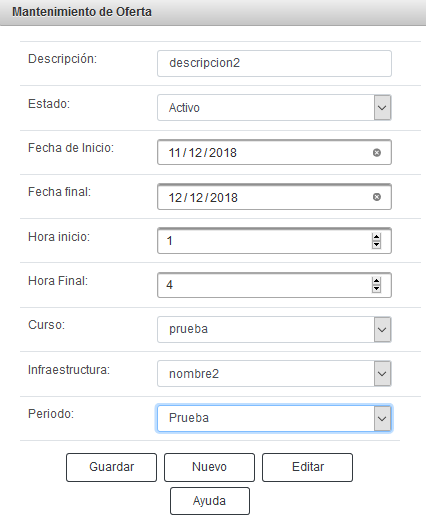 Mantenimiento de Oferta
Descripción: descripcion2
Estado: Activo
Fecha de Inicio: 11/12/2018
Fecha final: 12/12/2018
Hora inicio: 1
Hora Final: 4
Curso: prueba
Infraestructura: nombre2
Periodo: Prueba
Guardar Nuevo Editar
Ayuda